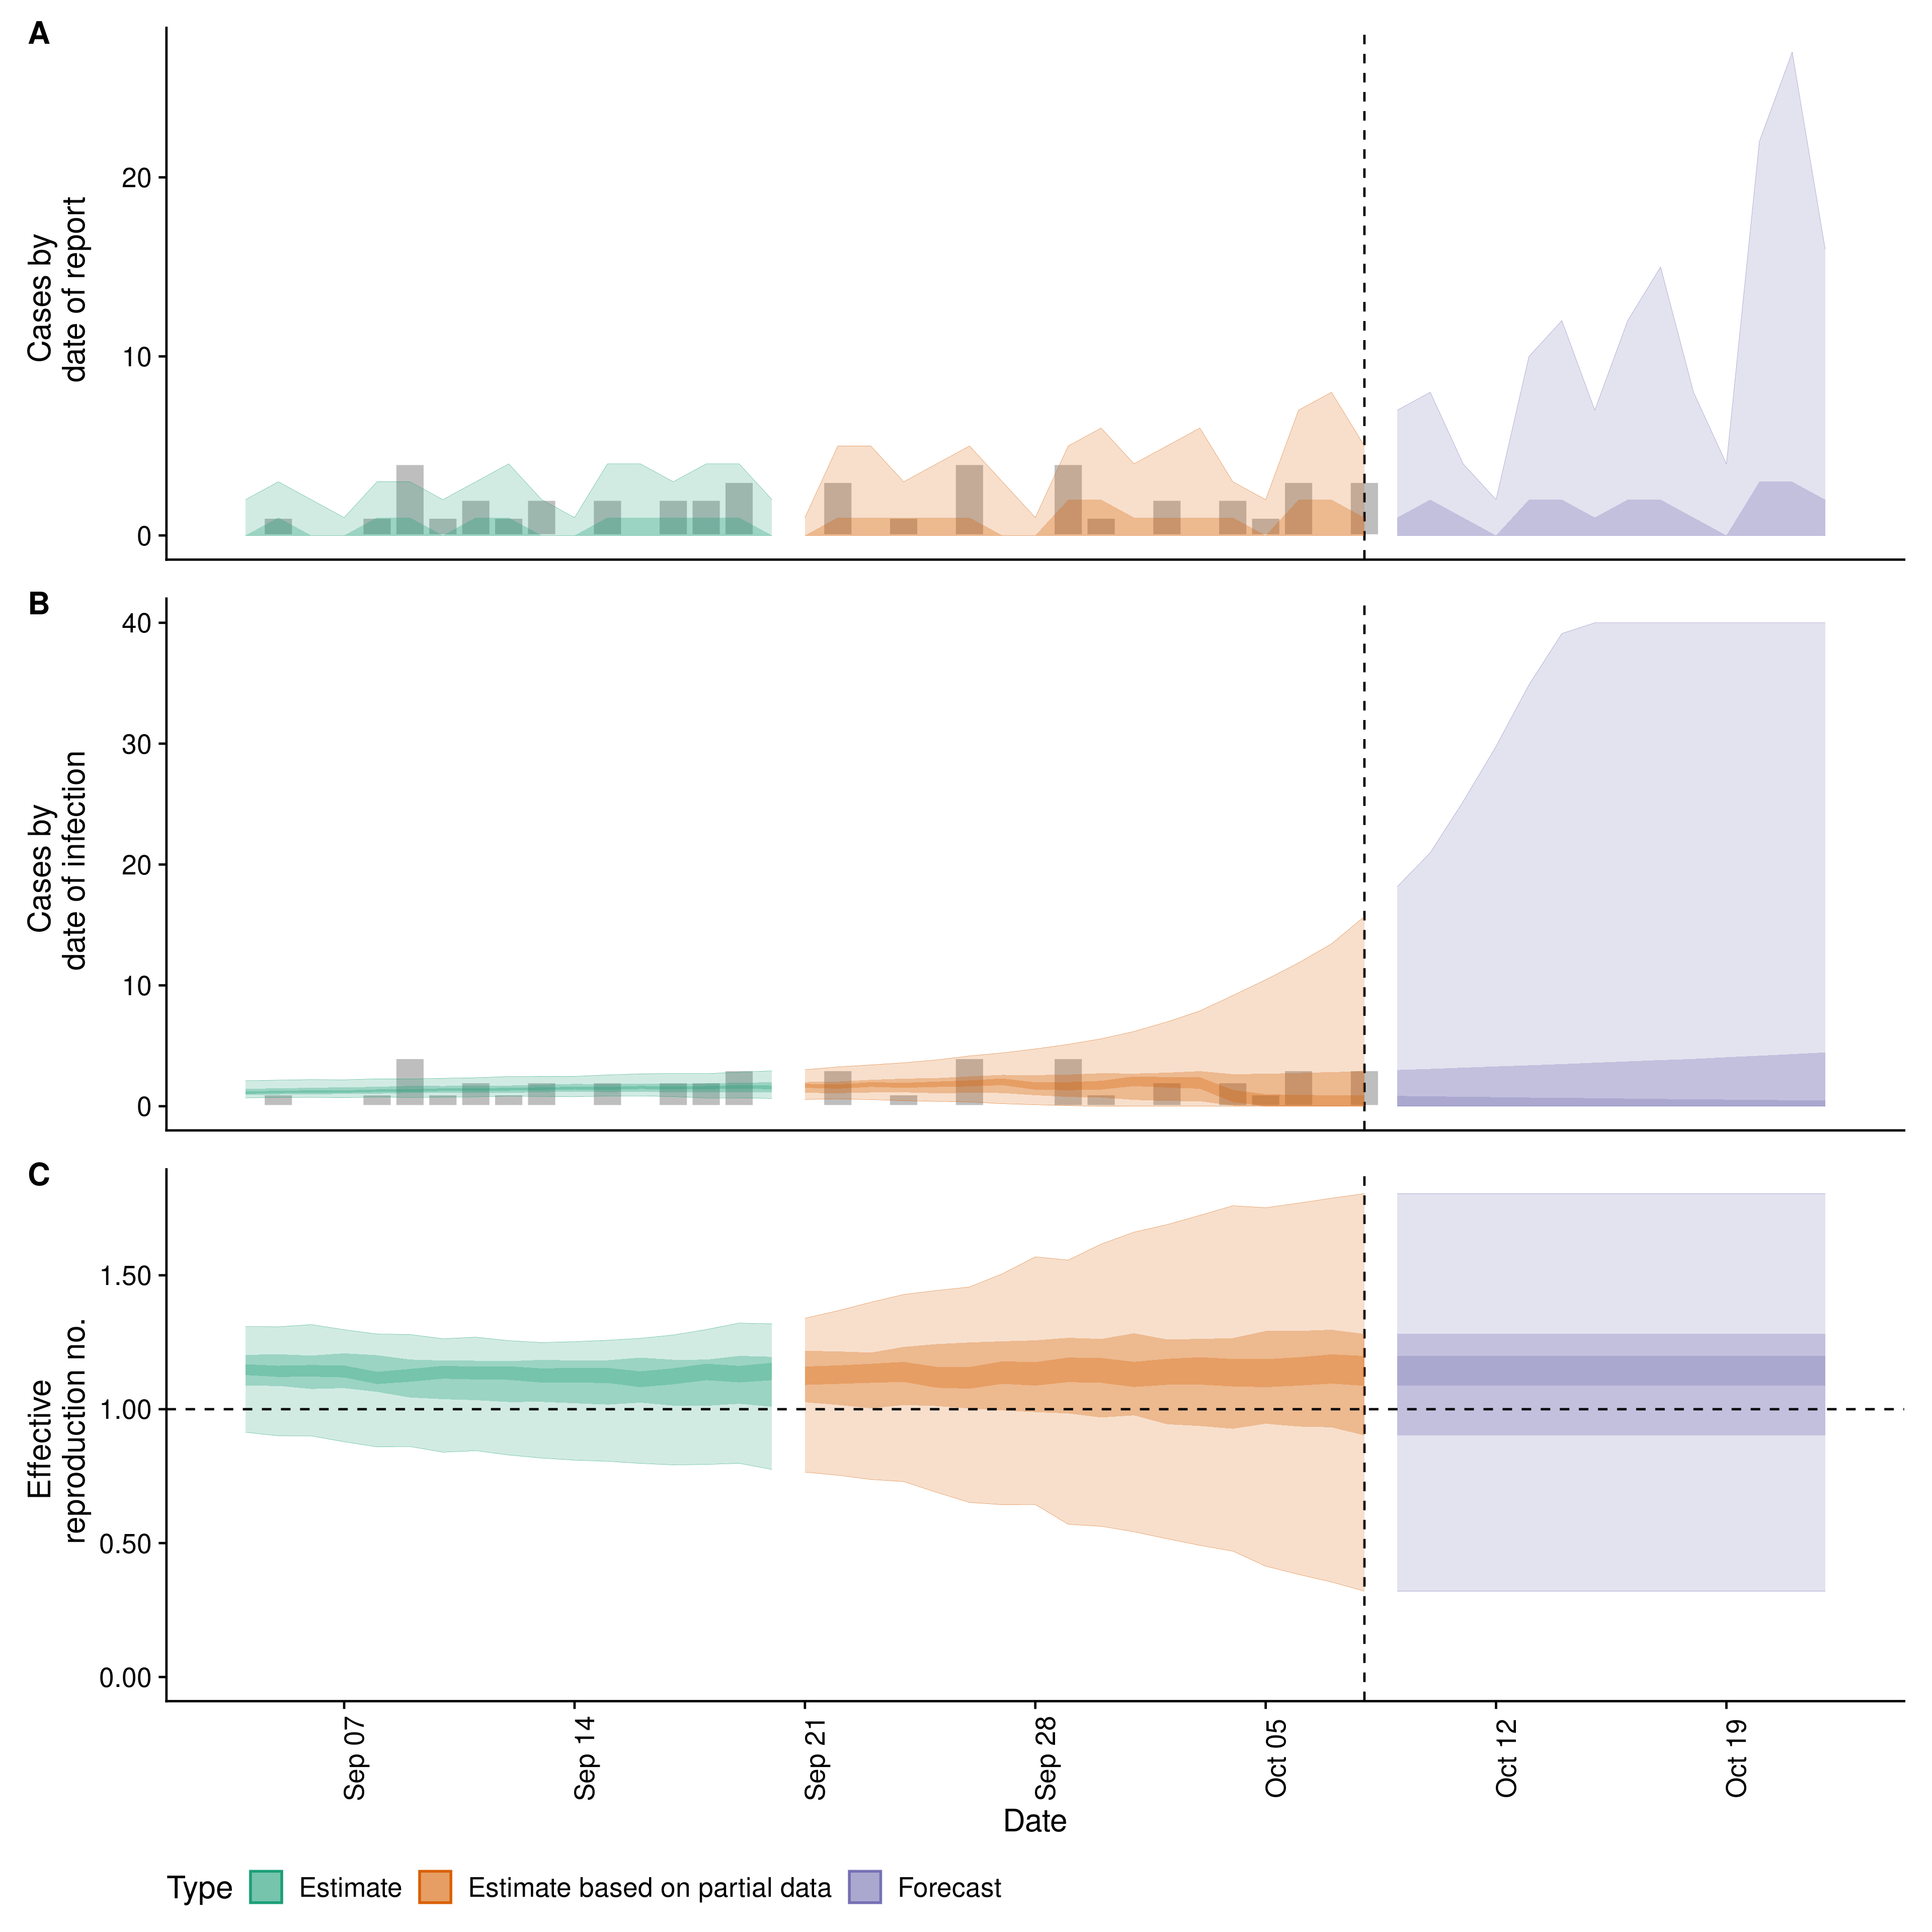 A
Cases by
date of report
20
10
0
B
Cases by
date of infection
40
30
20
10
0
C
Effective
reproduction no.
1.50
1.00
0.50
0.00
Sep 07
Sep 14
Sep 21
Sep 28
Oct 05
Oct 12
Oct 19
Date
Type Estimate Estimate based on partial data Forecast